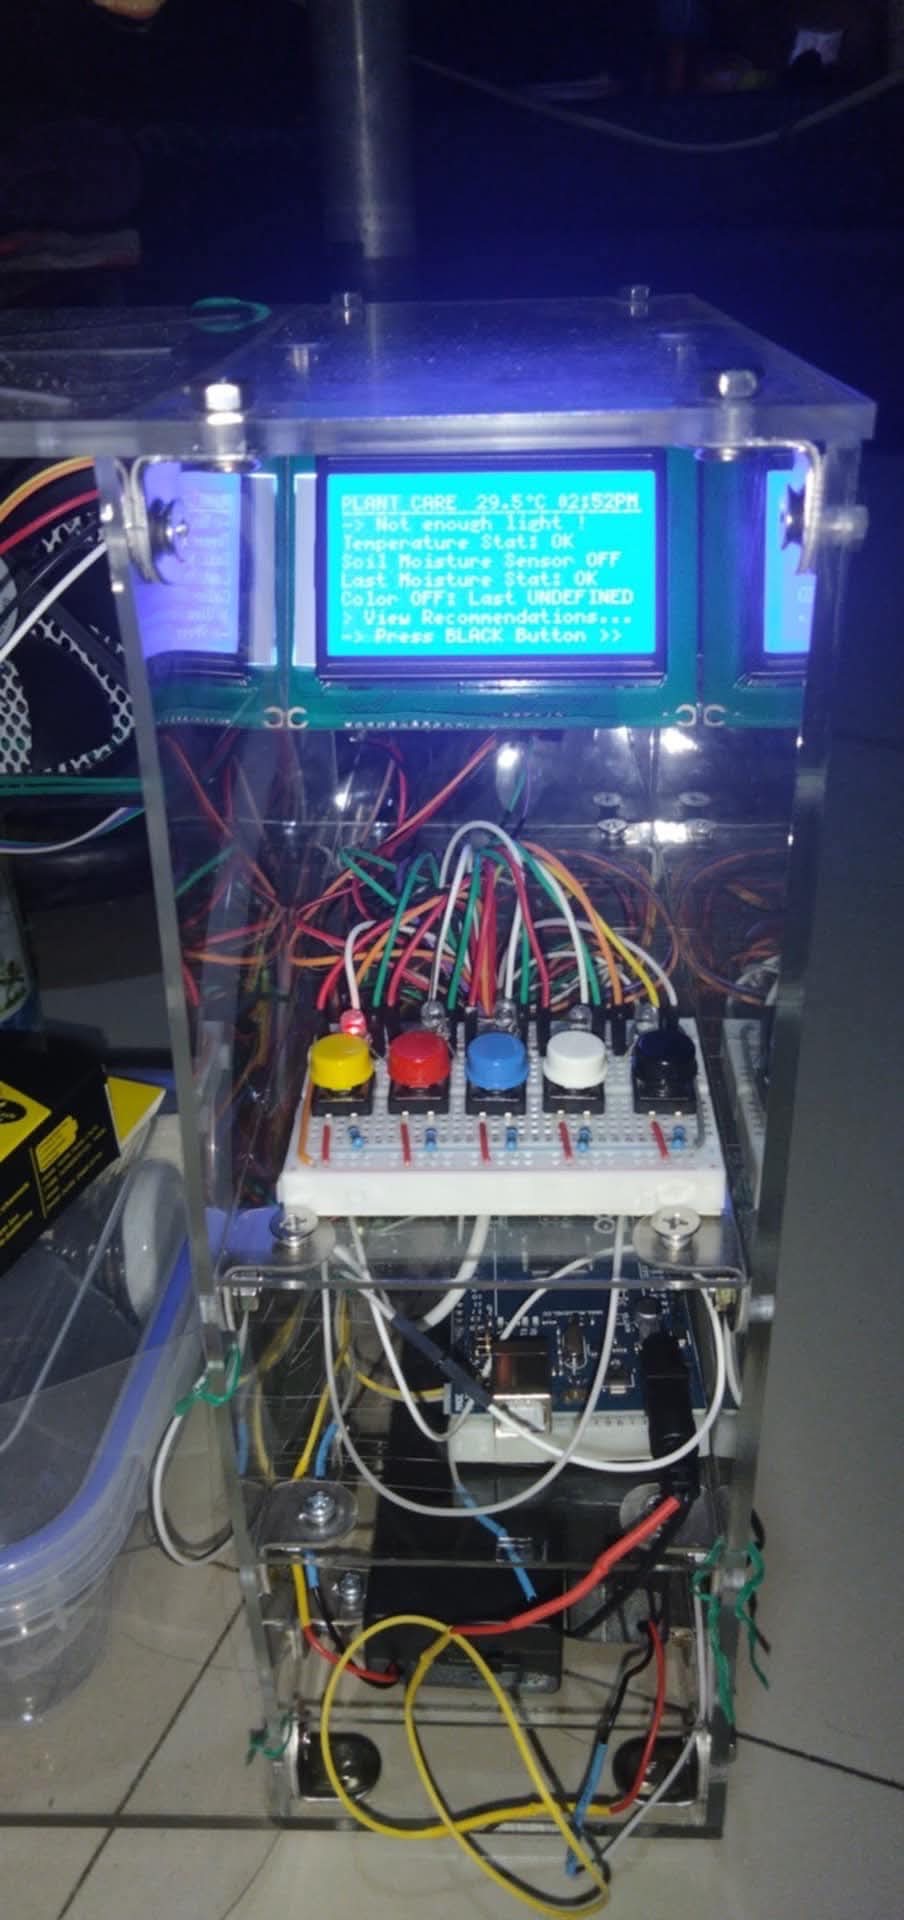 PLANT CARE 29.5°C 02:52PM
-> Not enough light !
Temperature Stat: OK
Soil Moisture Sensor OFF
Last Moisture Stat: OK
Color OFF: Last UNDEFINED
> View Recommendations...
-> Press BLACK Button >>